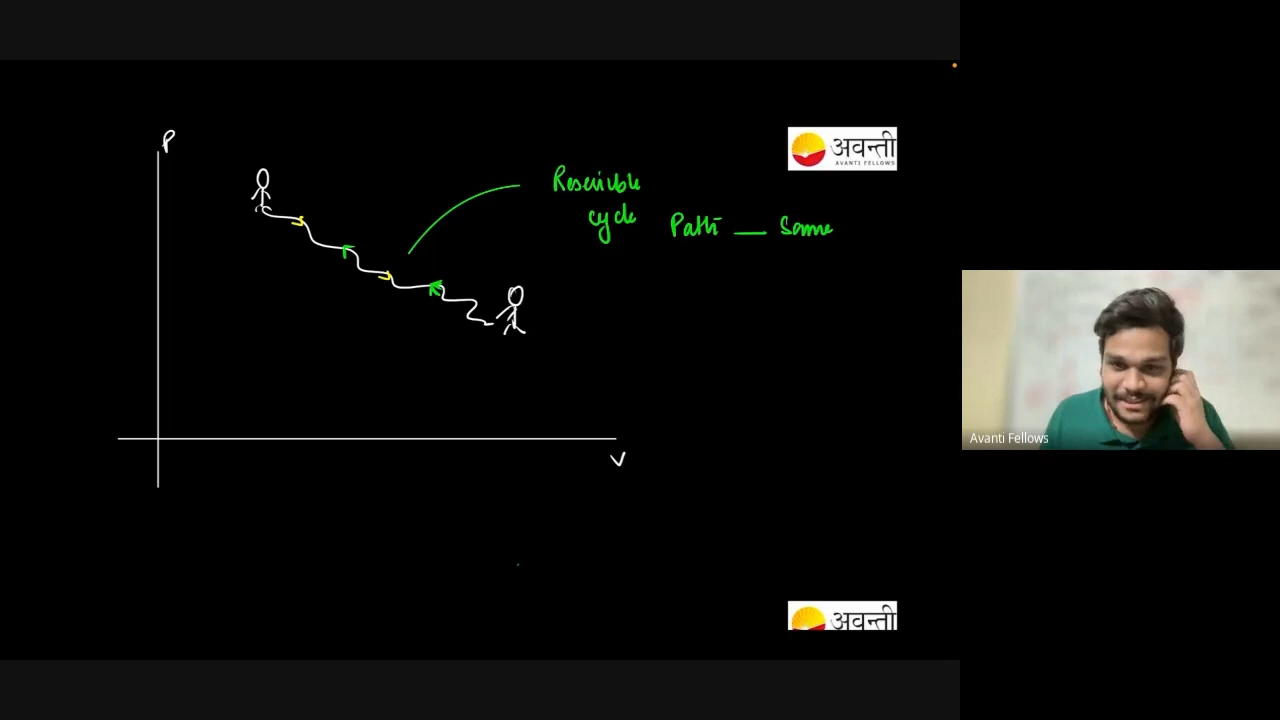 P
अवन्ती
AVANTI FELLOWS
Reversible
cycle
Path — Same
V
Avanti Fellows
अवन्ती